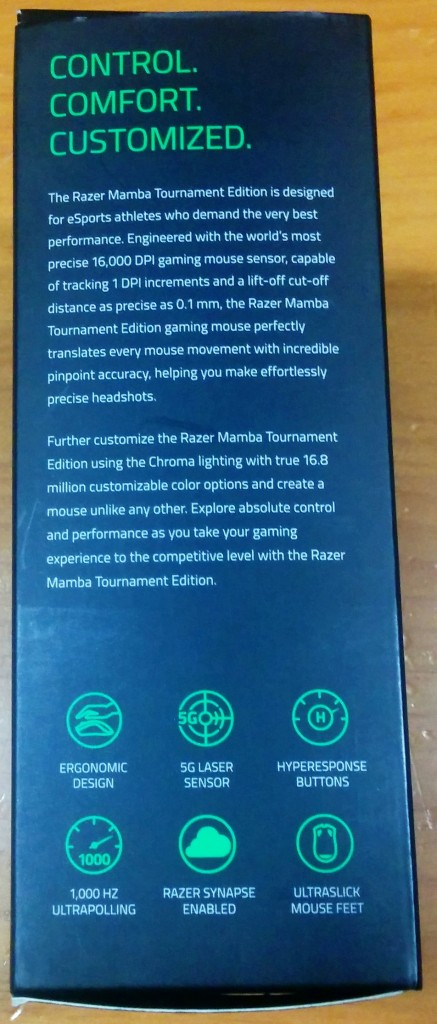 CONTROL.
COMFORT.
CUSTOMIZED.
The Razer Mamba Tournament Edition is designed
for eSports athletes who demand the very best
performance. Engineered with the world's most
precise 16,000 DPI gaming mouse sensor, capable
of tracking 1 DPI increments and a lift-off cut-off
distance as precise as 0.1 mm, the Razer Mamba
Tournament Edition gaming mouse perfectly
translates every mouse movement with incredible
pinpoint accuracy, helping you make effortlessly
precise headshots.
Further customize the Razer Mamba Tournament
Edition using the Chroma lighting with true 16.8
million customizable color options and create a
mouse unlike any other. Explore absolute control
and performance as you take your gaming
experience to the competitive level with the Razer
Mamba Tournament Edition.
5G
H
ERGONOMIC
DESIGN
5G LASER
SENSOR
HYPERESPONSE
BUTTONS
1000
1,000 HZ
ULTRAPOLLING
RAZER SYNAPSE
ENABLED
ULTRASLICK
MOUSE FEET